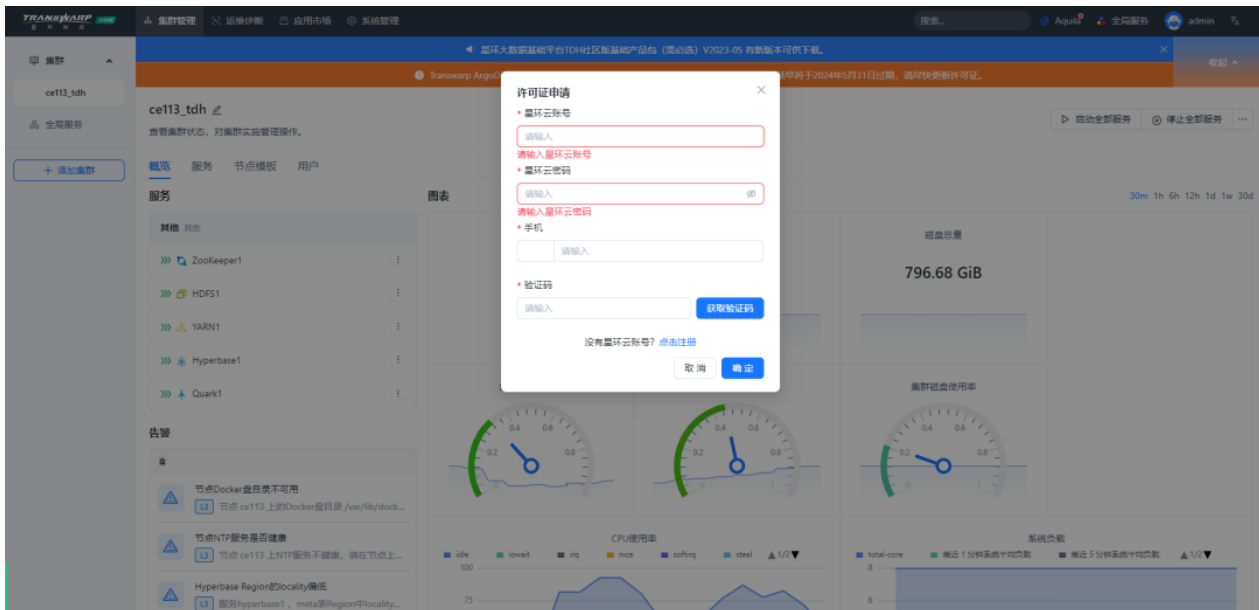 TRANSWARP
集群管理 运维诊断 应用市场 系统管理 搜索... Aquila 全局服务 admin
星环大数据基础平台TDH社区版基础产品包（需必选）V2023-05 有新版本可供下载。
Transwarp ArgoD
早将于2024年5月31日过期，请尽快更新许可证。
收起
集群
ce113_tdh
全局服务
添加集群
ce113_tdh
查看集群状态，对集群实施管理操作。
启动全部服务 停止全部服务 ...
概览 服务 节点模板 用户
服务
其他 其他
ZooKeeper1
HDFS1
YARN1
Hyperbase1
Quark1
告警
节点Docker盘目录不可用
L3 节点 ce113 上的Docker盘目录 /var/lib/dock...
节点NTP服务是否健康
L3 节点 ce113 上NTP服务不健康，请在节点上...
Hyperbase Region的locality偏低
L3 服务hyperbase1 ，meta表Region中locality...
图表
30m 1h 6h 12h 1d 1w 30d
许可证申请
* 星环云账号
请输入
请输入星环云账号
* 星环云密码
请输入
请输入星环云密码
* 手机
请输入
* 验证码
请输入 获取验证码
没有星环云账号？ 点击注册
取消 确定
磁盘总量
796.68 GiB
集群磁盘使用率
0 0.2 0.4 0.6 0.8 1
0 0.2 0.4 0.6 0.8 1
0 0.2 0.4 0.6 0.8 1
CPU使用率
idle iowait irq nice softirq steal 1/2
100
75
系统负载
total-core 最近 1 分钟系统平均负载 最近 5 分钟系统平均负载 1/2
8
6